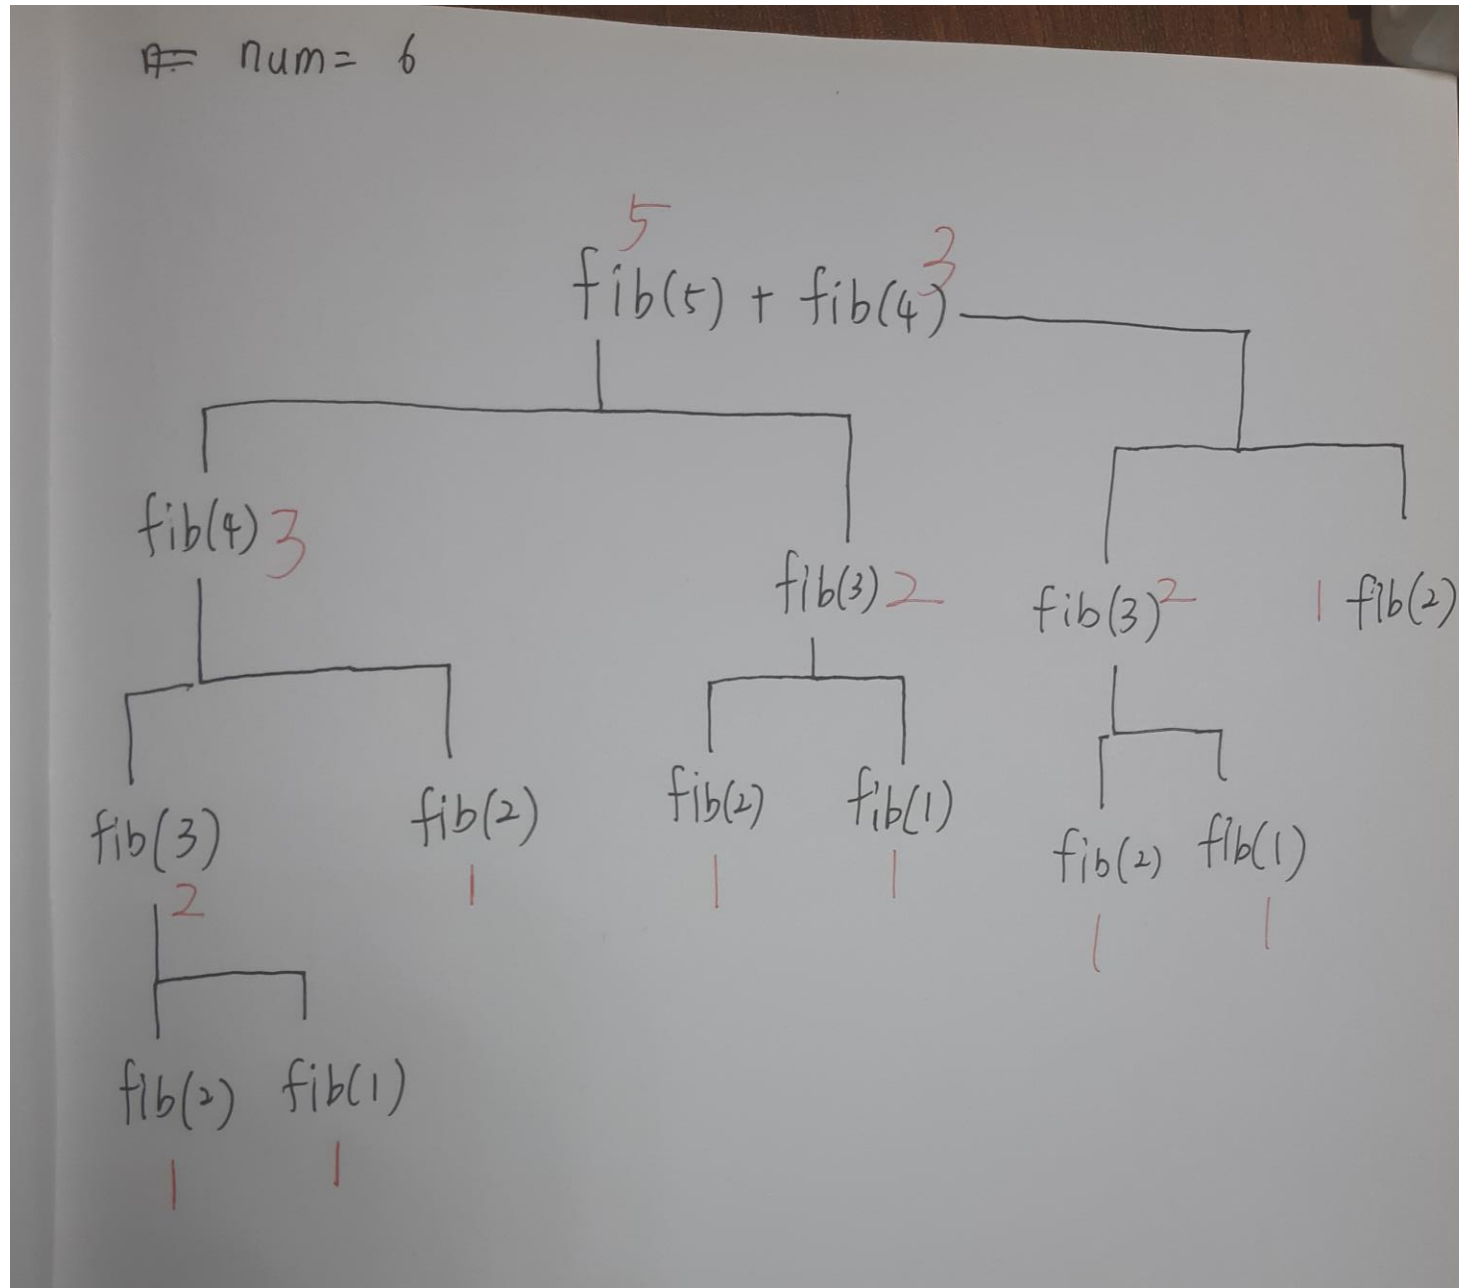 num= 6
5 3
fib(5) + fib(4)
fib(4) 3
fib(3) 2 fib(3) 2 1 fib(2)
fib(3) fib(2) fib(2) fib(1) fib(2) fib(1)
2 1 1 1 1 1
fib(2) fib(1)
1 1